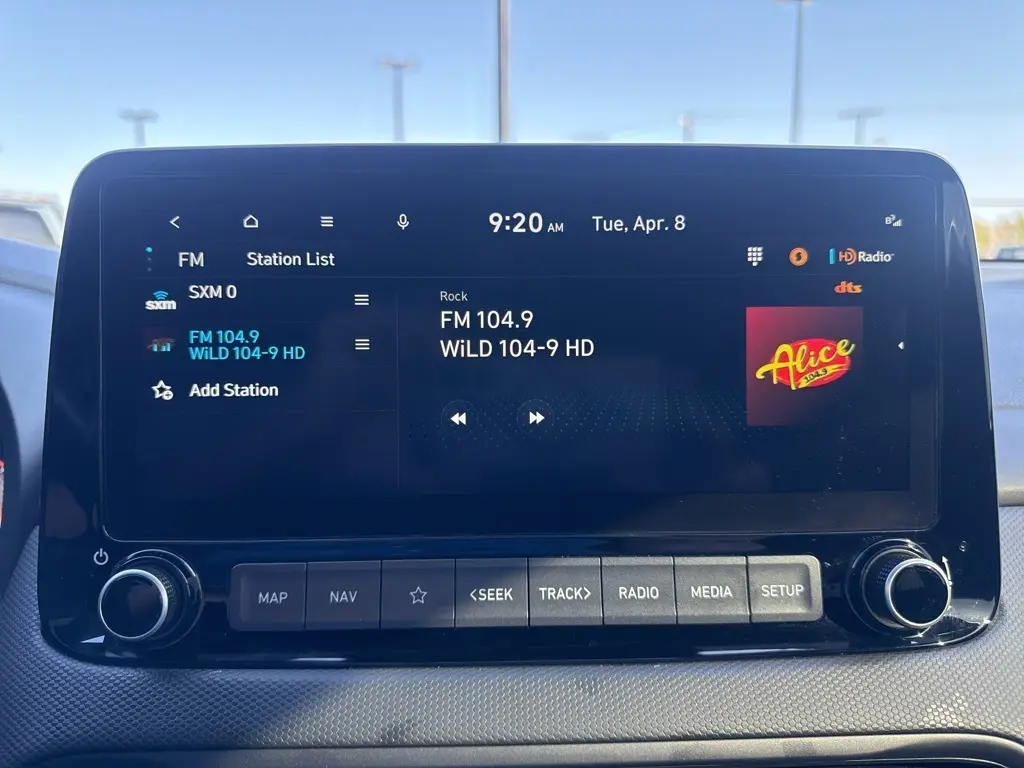 9:20 AM Tue, Apr. 8
FM Station List
HD Radio
dts
sxm SXM 0
FM 104.9
WiLD 104-9 HD
Add Station
Rock
FM 104.9
WiLD 104-9 HD
Alice
104.9
MAP NAV <SEEK TRACK> RADIO MEDIA SETUP